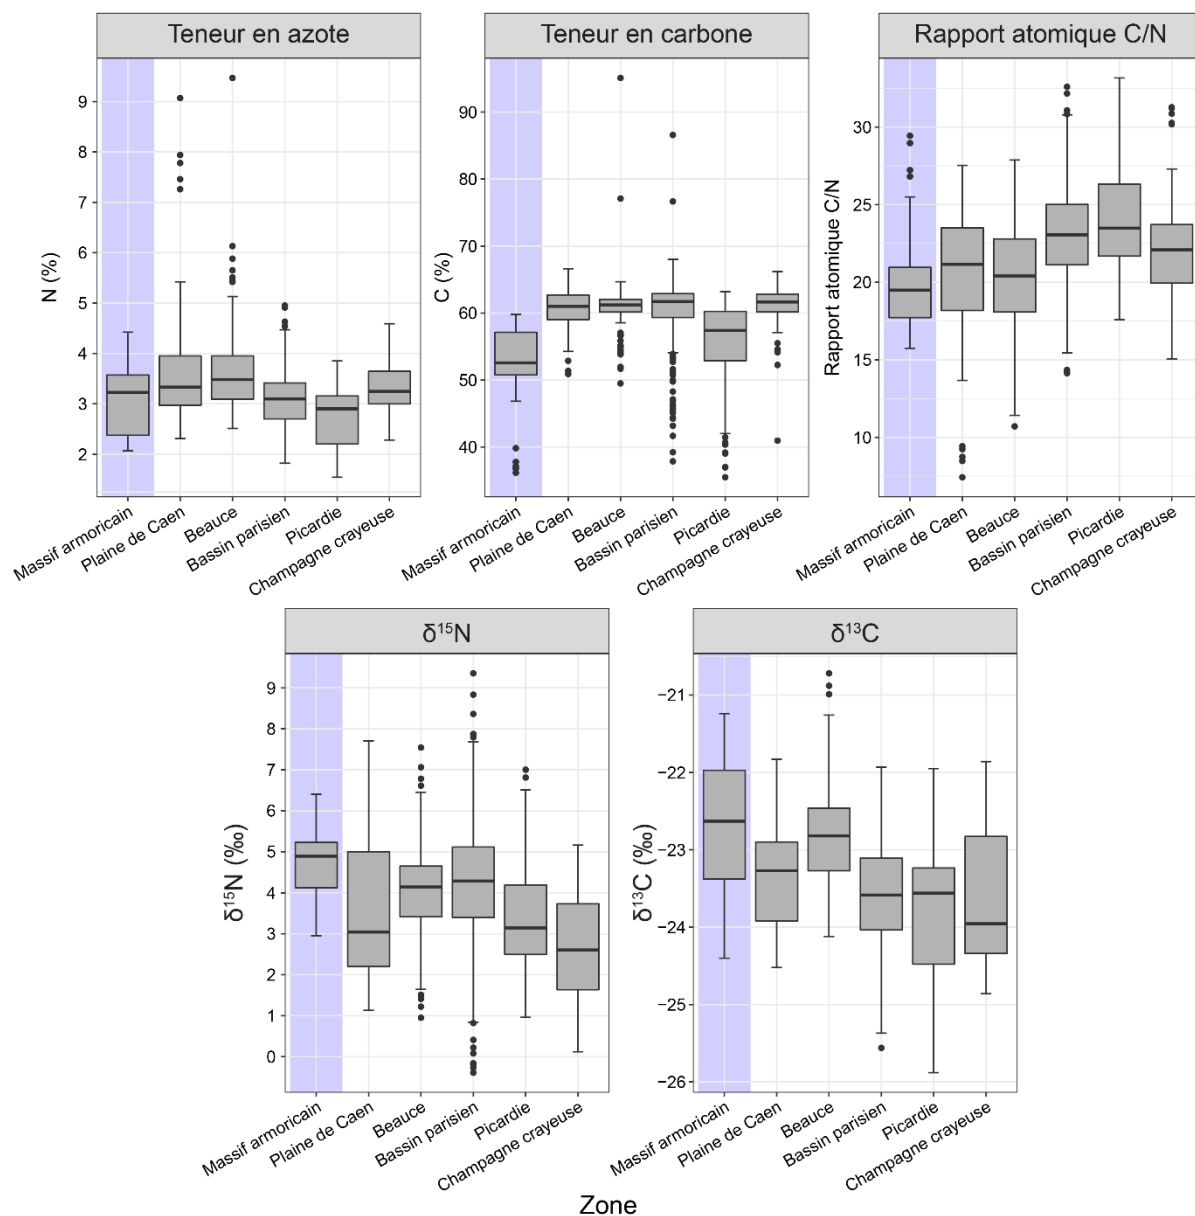 Teneur en azote
N (%)
9
8
7
6
5
4
3
2
Massif armoricain
Plaine de Caen
Beauce
Bassin parisien
Picardie
Champagne crayeuse
Teneur en carbone
C (%)
90
80
70
60
50
40
Massif armoricain
Plaine de Caen
Beauce
Bassin parisien
Picardie
Champagne crayeuse
Rapport atomique C/N
Rapport atomique C/N
30
25
20
15
10
Massif armoricain
Plaine de Caen
Beauce
Bassin parisien
Picardie
Champagne crayeuse
δ¹⁵N
δ¹⁵N (‰)
9
8
7
6
5
4
3
2
1
0
Massif armoricain
Plaine de Caen
Beauce
Bassin parisien
Picardie
Champagne crayeuse
δ¹³C
δ¹³C (‰)
−21
−22
−23
−24
−25
−26
Massif armoricain
Plaine de Caen
Beauce
Bassin parisien
Picardie
Champagne crayeuse
Zone